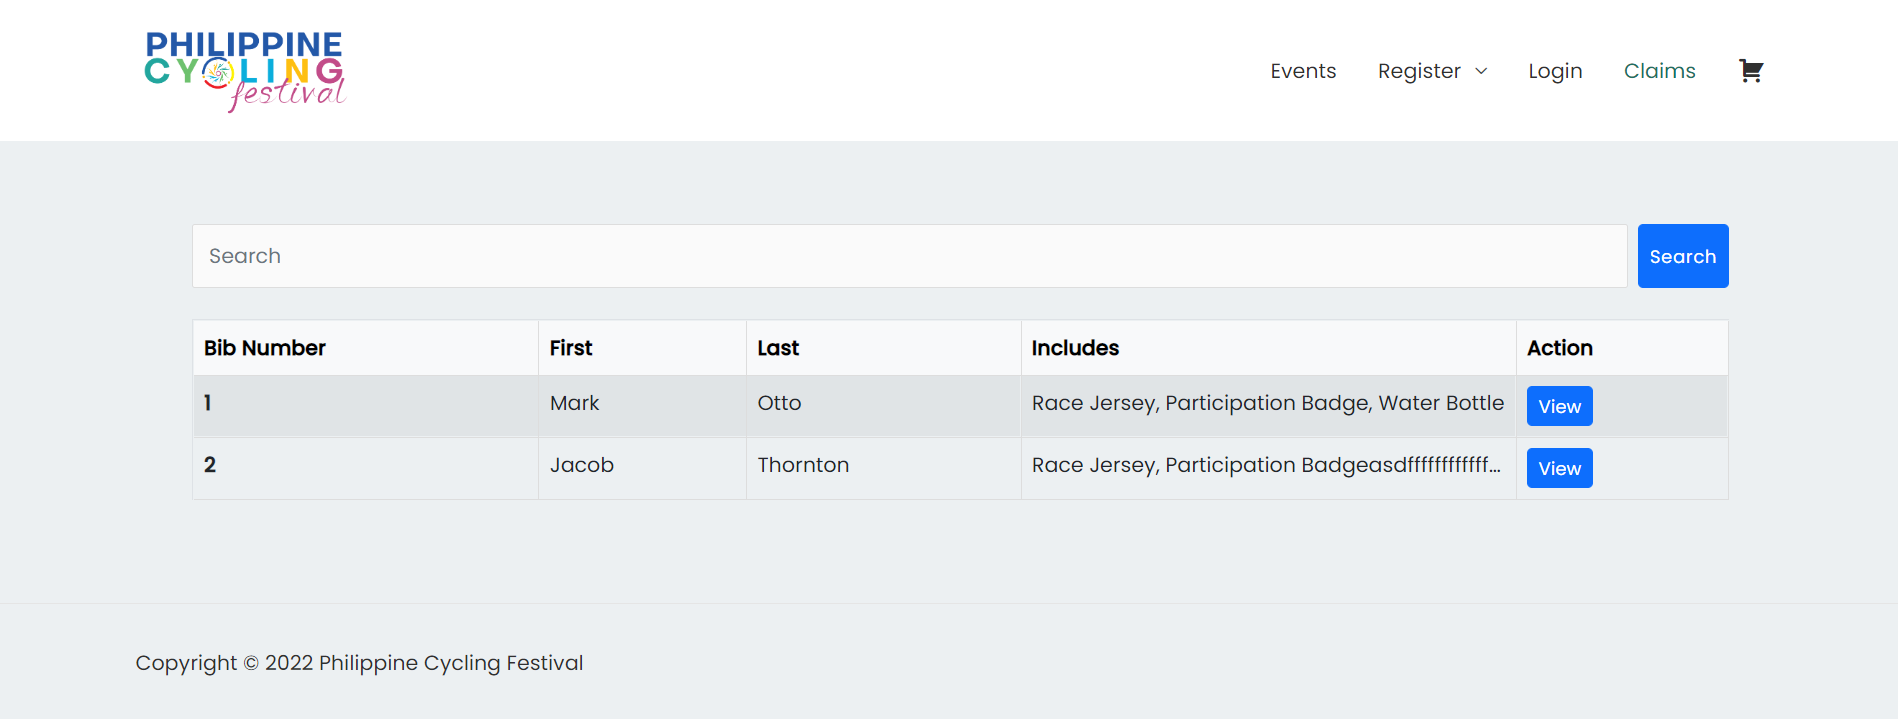 PHILIPPINE
CYCLING
festival
Events Register Login Claims
Search Search
Bib Number First Last Includes Action
1 Mark Otto Race Jersey, Participation Badge, Water Bottle View
2 Jacob Thornton Race Jersey, Participation Badgeasdffffffffffff... View
Copyright © 2022 Philippine Cycling Festival